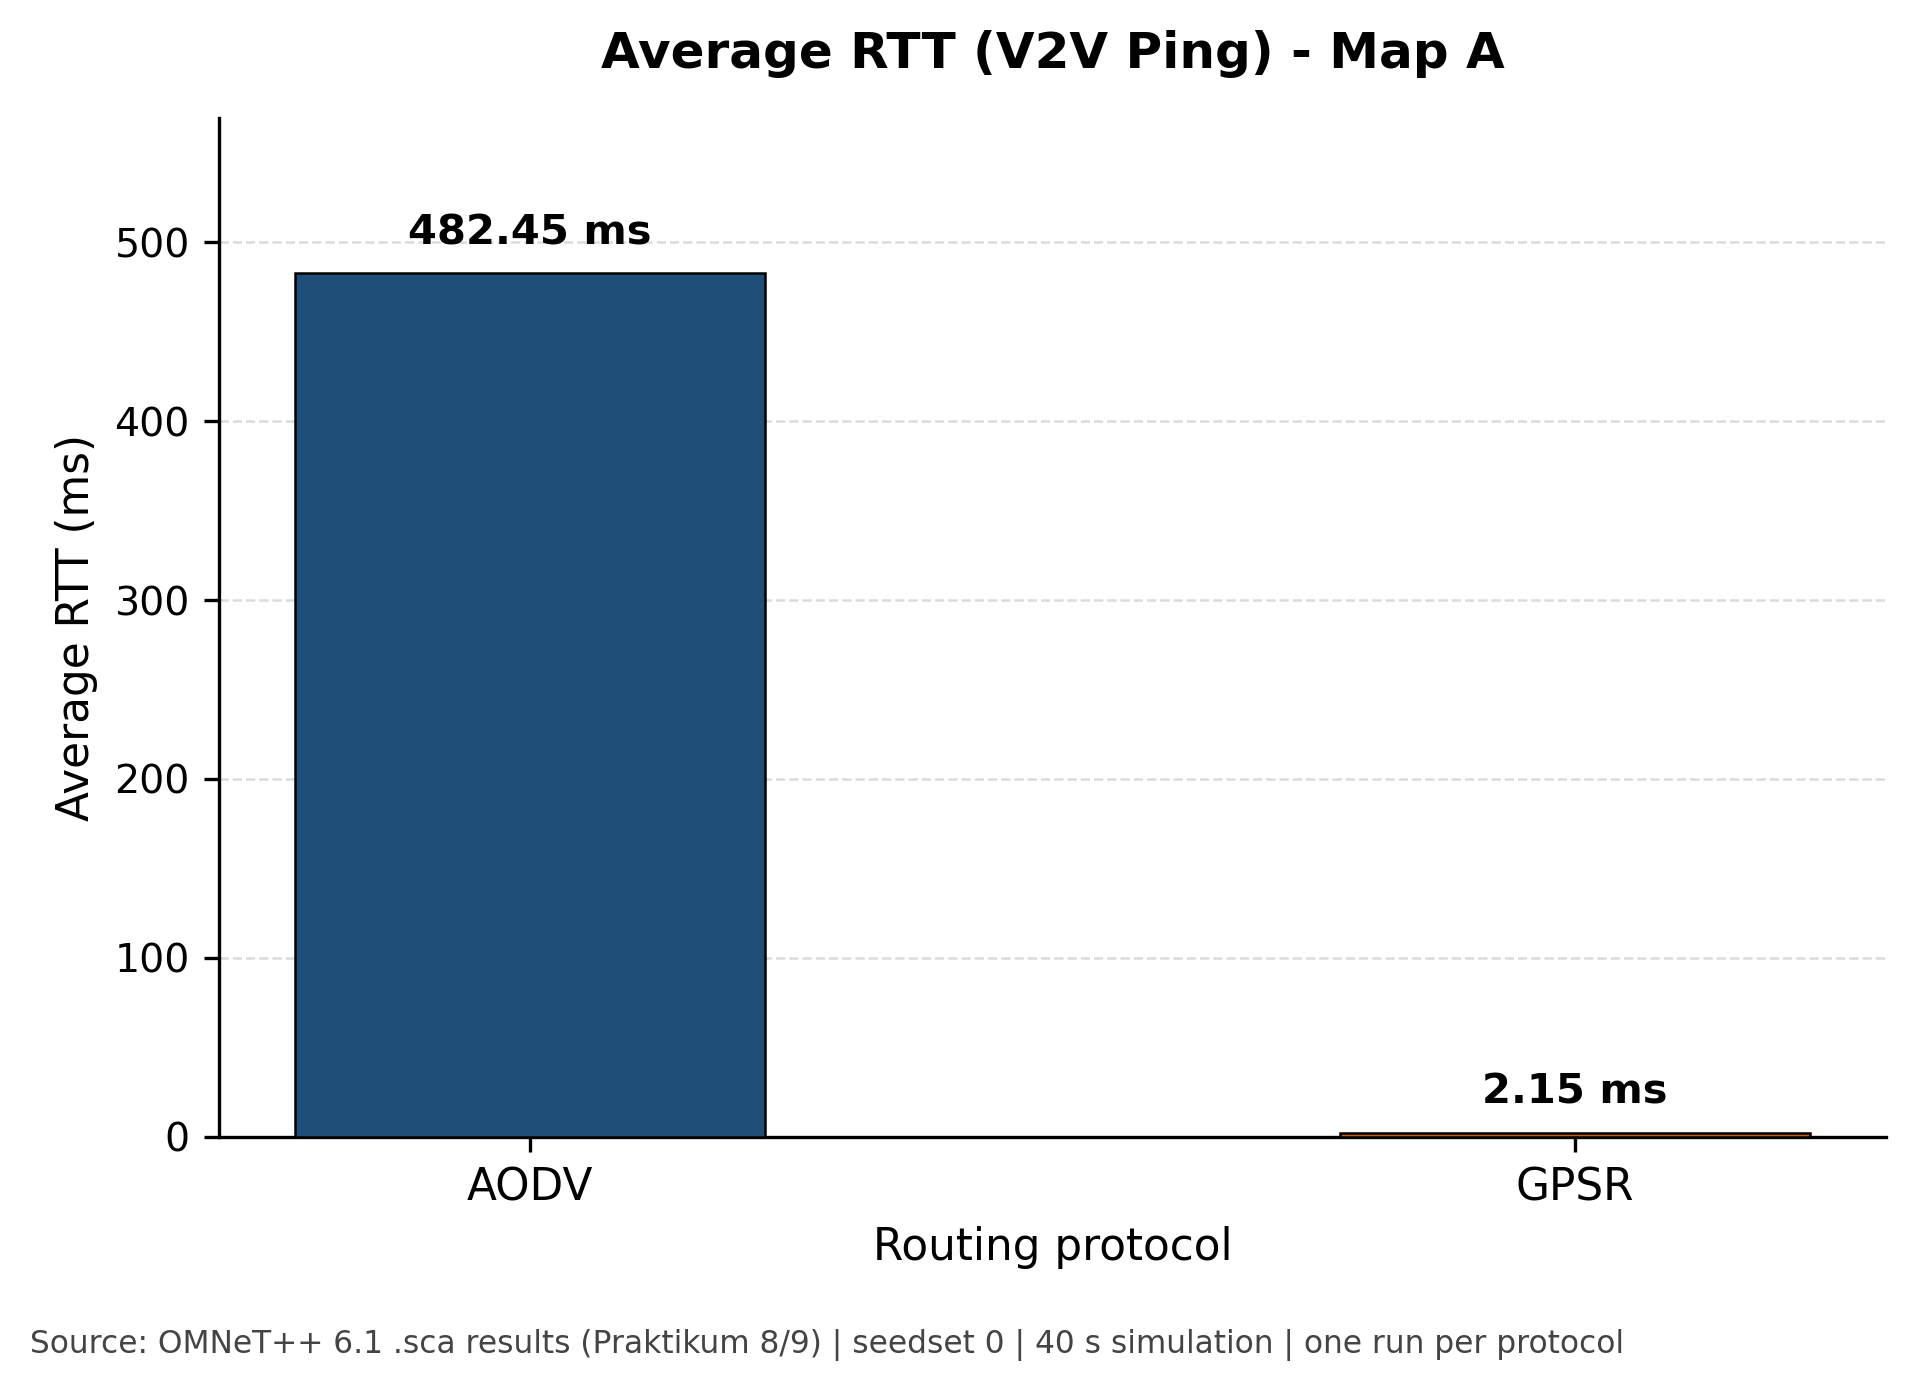 Average RTT (V2V Ping) - Map A
Average RTT (ms)
500
400
300
200
100
0
482.45 ms
2.15 ms
AODV
GPSR
Routing protocol
Source: OMNeT++ 6.1 .sca results (Praktikum 8/9) | seedset 0 | 40 s simulation | one run per protocol